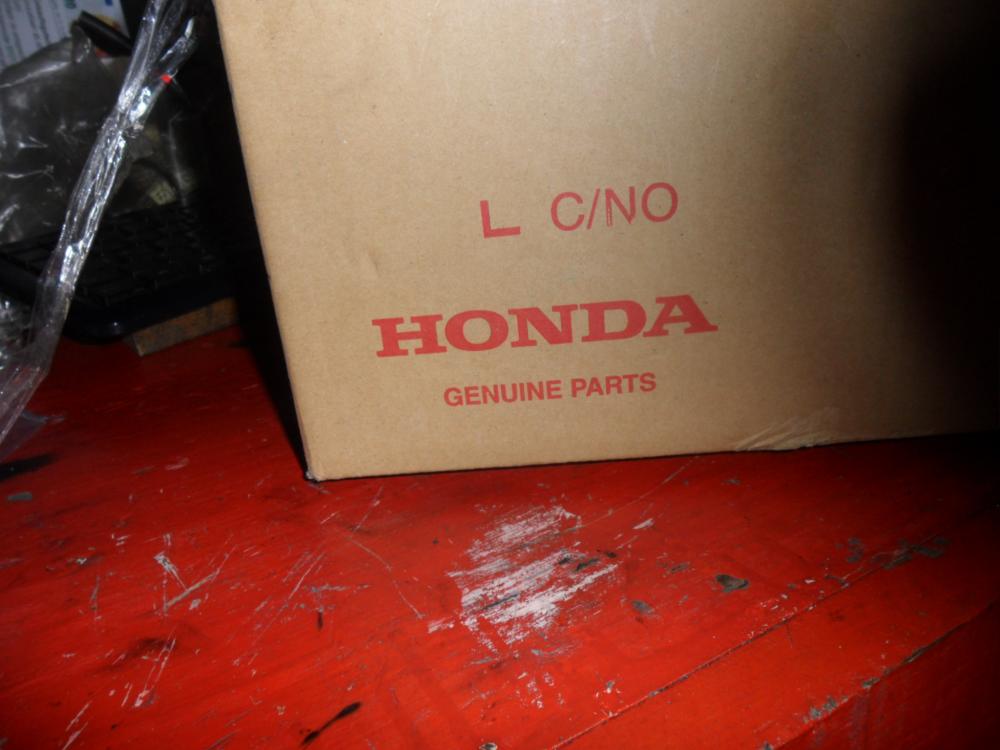 L C/NO
HONDA
GENUINE PARTS